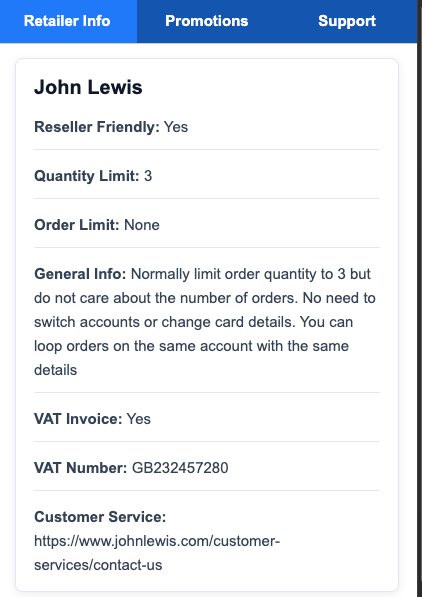 Retailer Info
Promotions
Support
John Lewis
Reseller Friendly: Yes
Quantity Limit: 3
Order Limit: None
General Info: Normally limit order quantity to 3 but
do not care about the number of orders. No need to
switch accounts or change card details. You can
loop orders on the same account with the same
details
VAT Invoice: Yes
VAT Number: GB232457280
Customer Service:
https://www.johnlewis.com/customer-
services/contact-us